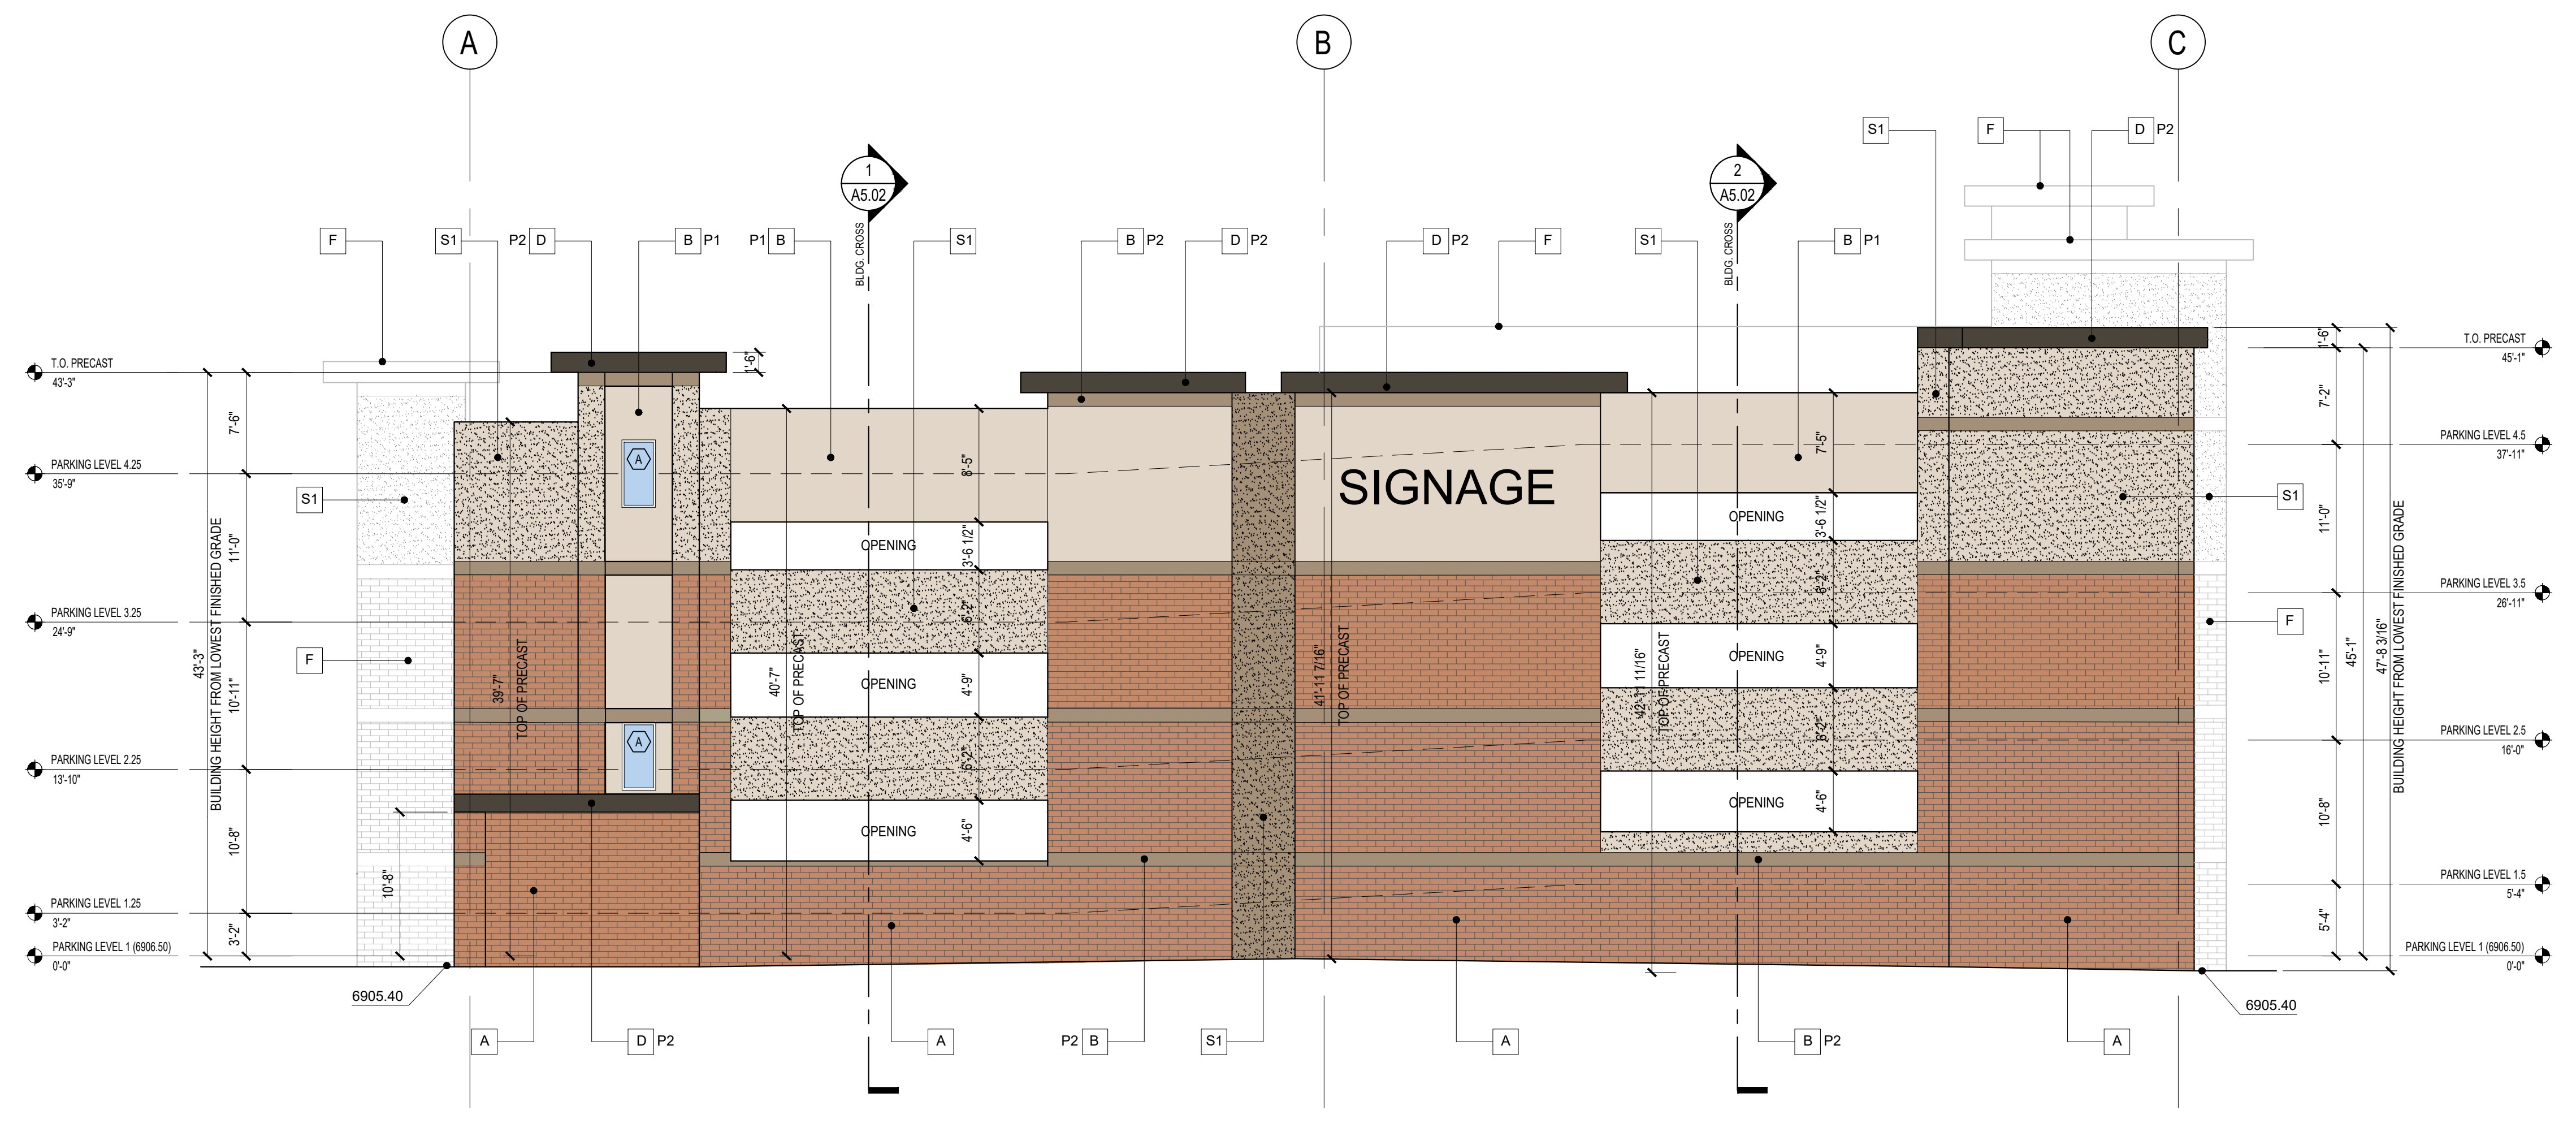 A
B
C
S1
F
D P2
1
A5.02
2
A5.02
F
S1
P2 D
B P1
P1 B
S1
B P2
D P2
D P2
F
S1
B P1
BLDG. CROSS
BLDG. CROSS
T.O. PRECAST
43'-3"
PARKING LEVEL 4.25
35'-9"
PARKING LEVEL 3.25
24'-9"
PARKING LEVEL 2.25
13'-10"
PARKING LEVEL 1.25
3'-2"
PARKING LEVEL 1 (6906.50)
0'-0"
43'-3"
BUILDING HEIGHT FROM LOWEST FINISHED GRADE
7'-6"
11'-0"
10'-11"
10'-8"
3'-2"
S1
F
10'-8"
1'-6"
A
A
39'-7"
TOP OF PRECAST
40'-7"
TOP OF PRECAST
8'-5"
3'-6 1/2"
6'-2"
4'-9"
6'-2"
4'-6"
OPENING
OPENING
OPENING
SIGNAGE
41'-11 7/16"
TOP OF PRECAST
42'-11 11/16"
TOP OF PRECAST
7'-5"
3'-6 1/2"
6'-2"
4'-9"
6'-2"
4'-6"
OPENING
OPENING
OPENING
S1
F
1'-6"
7'-2"
11'-0"
10'-11"
10'-8"
5'-4"
45'-1"
47'-8 3/16"
BUILDING HEIGHT FROM LOWEST FINISHED GRADE
T.O. PRECAST
45'-1"
PARKING LEVEL 4.5
37'-11"
PARKING LEVEL 3.5
26'-11"
PARKING LEVEL 2.5
16'-0"
PARKING LEVEL 1.5
5'-4"
PARKING LEVEL 1 (6906.50)
0'-0"
6905.40
6905.40
A
D P2
A
P2 B
S1
A
B P2
A